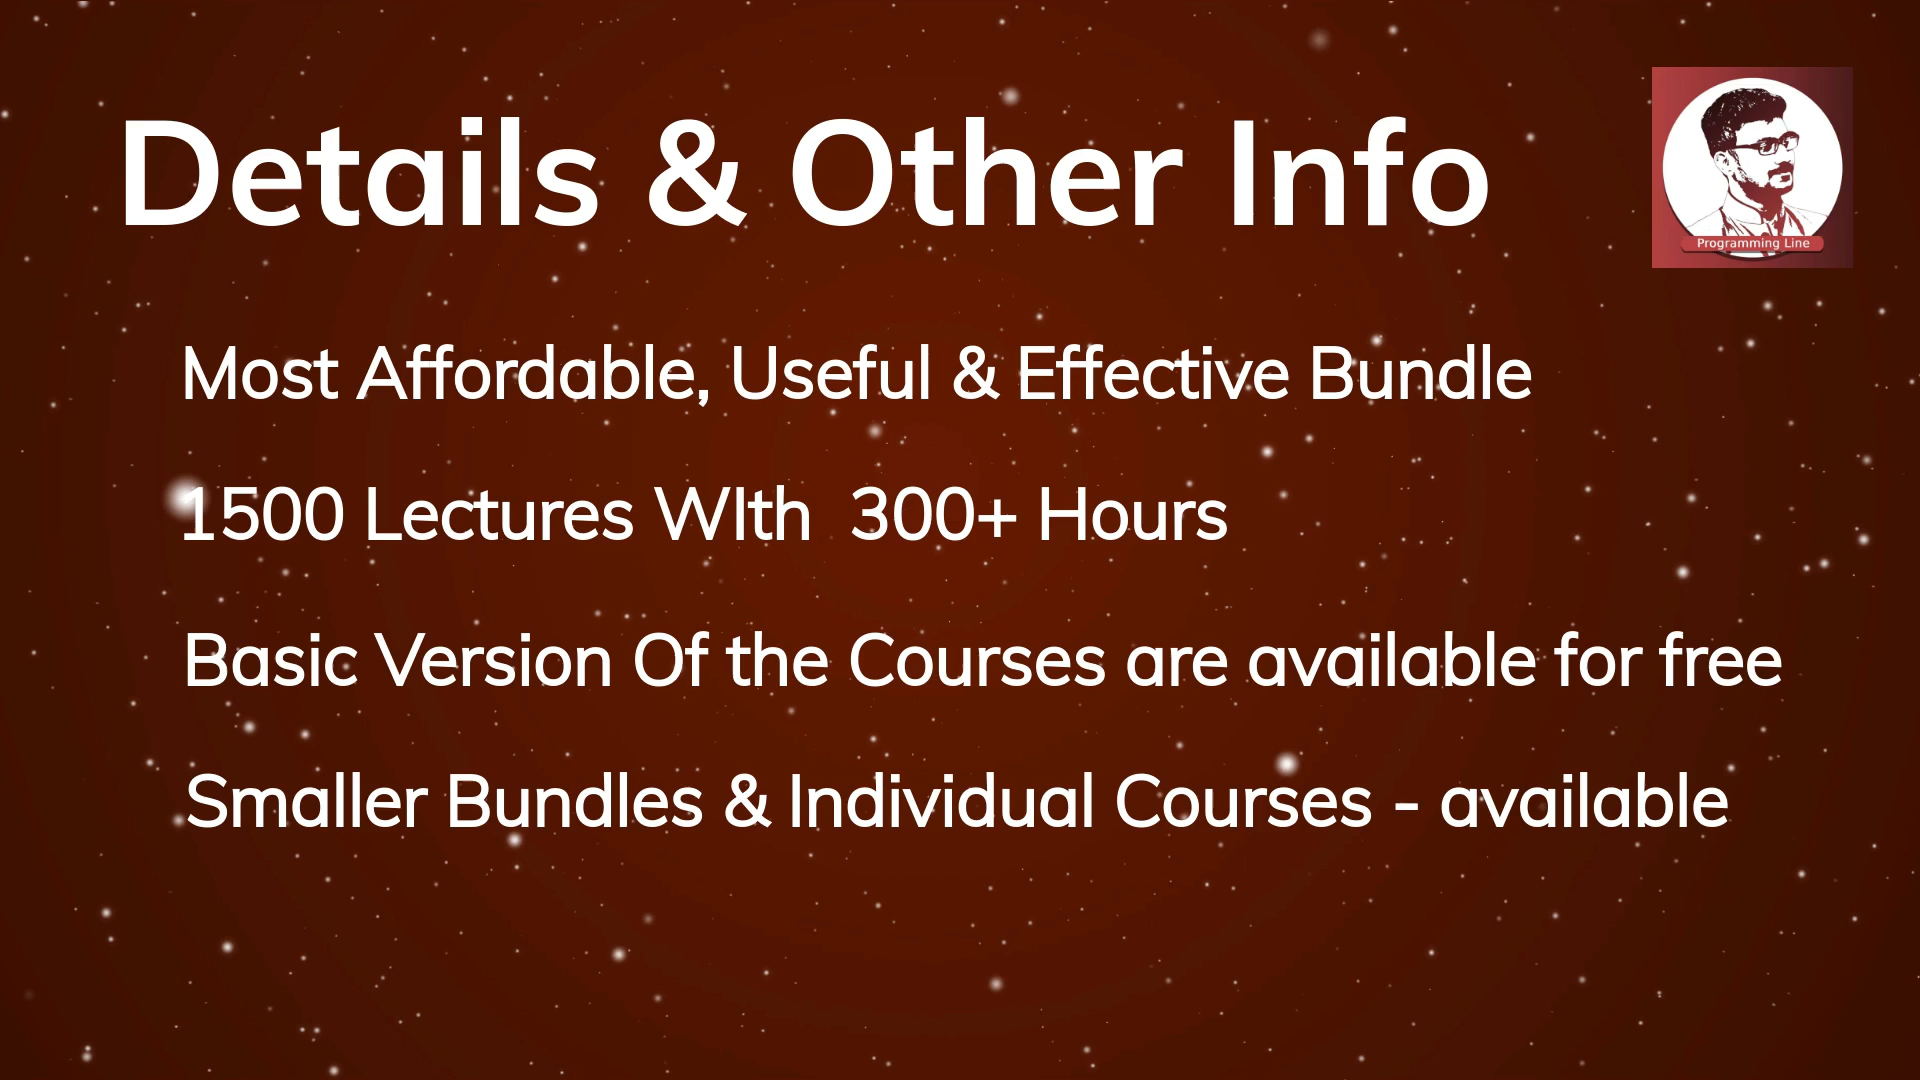 Details & Other Info
Programming Line
Most Affordable, Useful & Effective Bundle
1500 Lectures WIth  300+ Hours
Basic Version Of the Courses are available for free
Smaller Bundles & Individual Courses - available